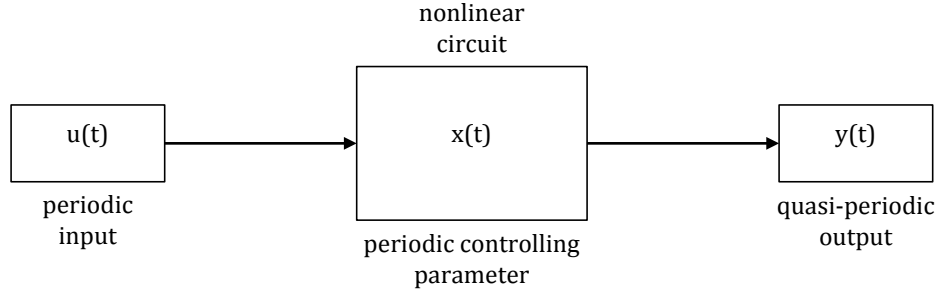 nonlinear
circuit
u(t)
x(t)
y(t)
periodic
input
periodic controlling
parameter
quasi-periodic
output